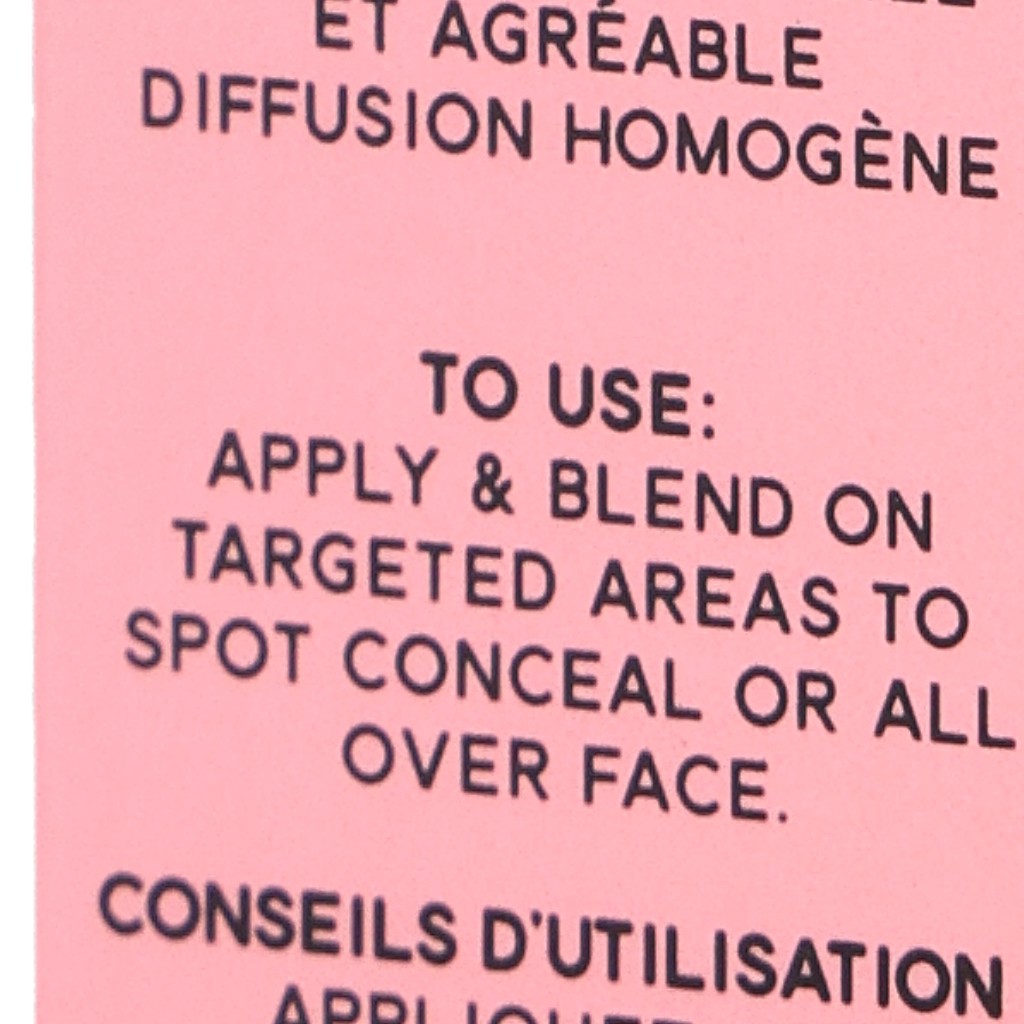 ET AGRÉABLE
DIFFUSION HOMOGÈNE
TO USE:
APPLY & BLEND ON
TARGETED AREAS TO
SPOT CONCEAL OR ALL
OVER FACE.
CONSEILS D'UTILISATION